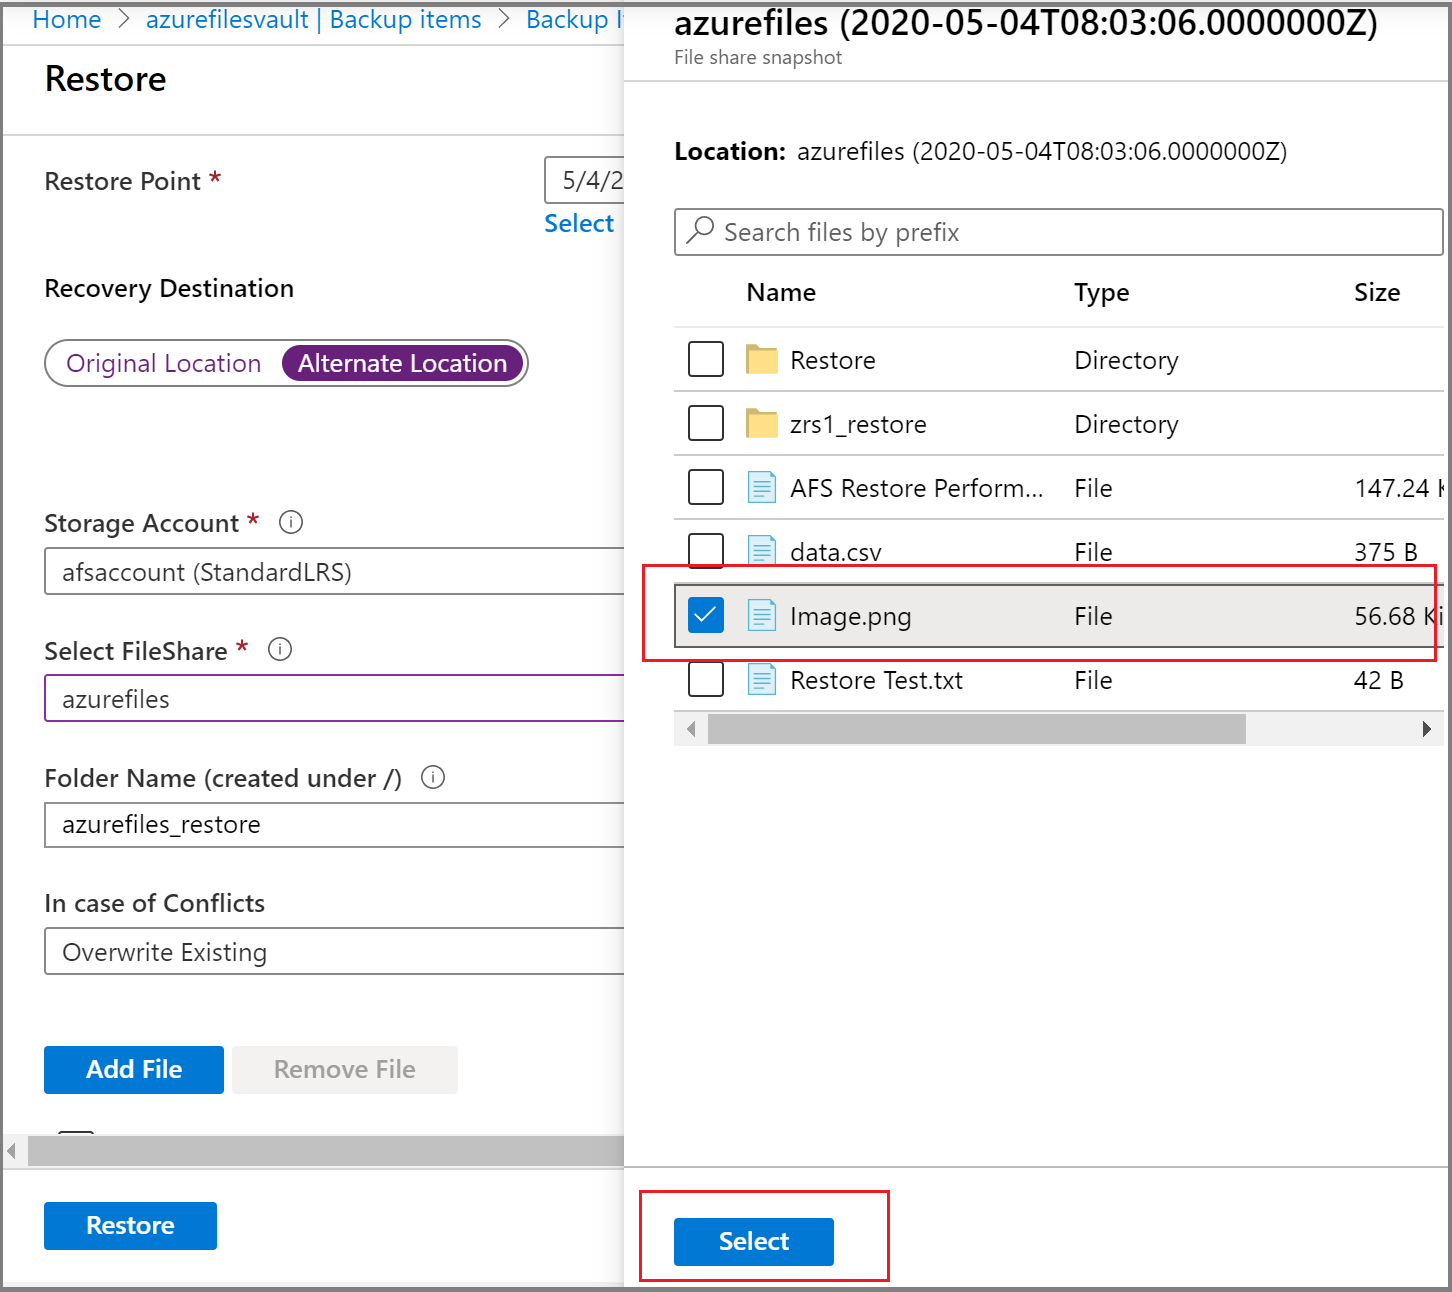 Home > azurefilesvault | Backup items > Backup
Restore
Restore Point *
5/4/2
Select
Recovery Destination
Original Location
Alternate Location
Storage Account *
afsaccount (StandardLRS)
Select FileShare *
azurefiles
Folder Name (created under /)
azurefiles_restore
In case of Conflicts
Overwrite Existing
Add File
Remove File
Restore
azurefiles (2020-05-04T08:03:06.0000000Z)
File share snapshot
Location: azurefiles (2020-05-04T08:03:06.0000000Z)
Search files by prefix
Name Type Size
Restore Directory
zrs1_restore Directory
AFS Restore Perform... File 147.24
data.csv File 375 B
Image.png File 56.68 Ki
Restore Test.txt File 42 B
Select